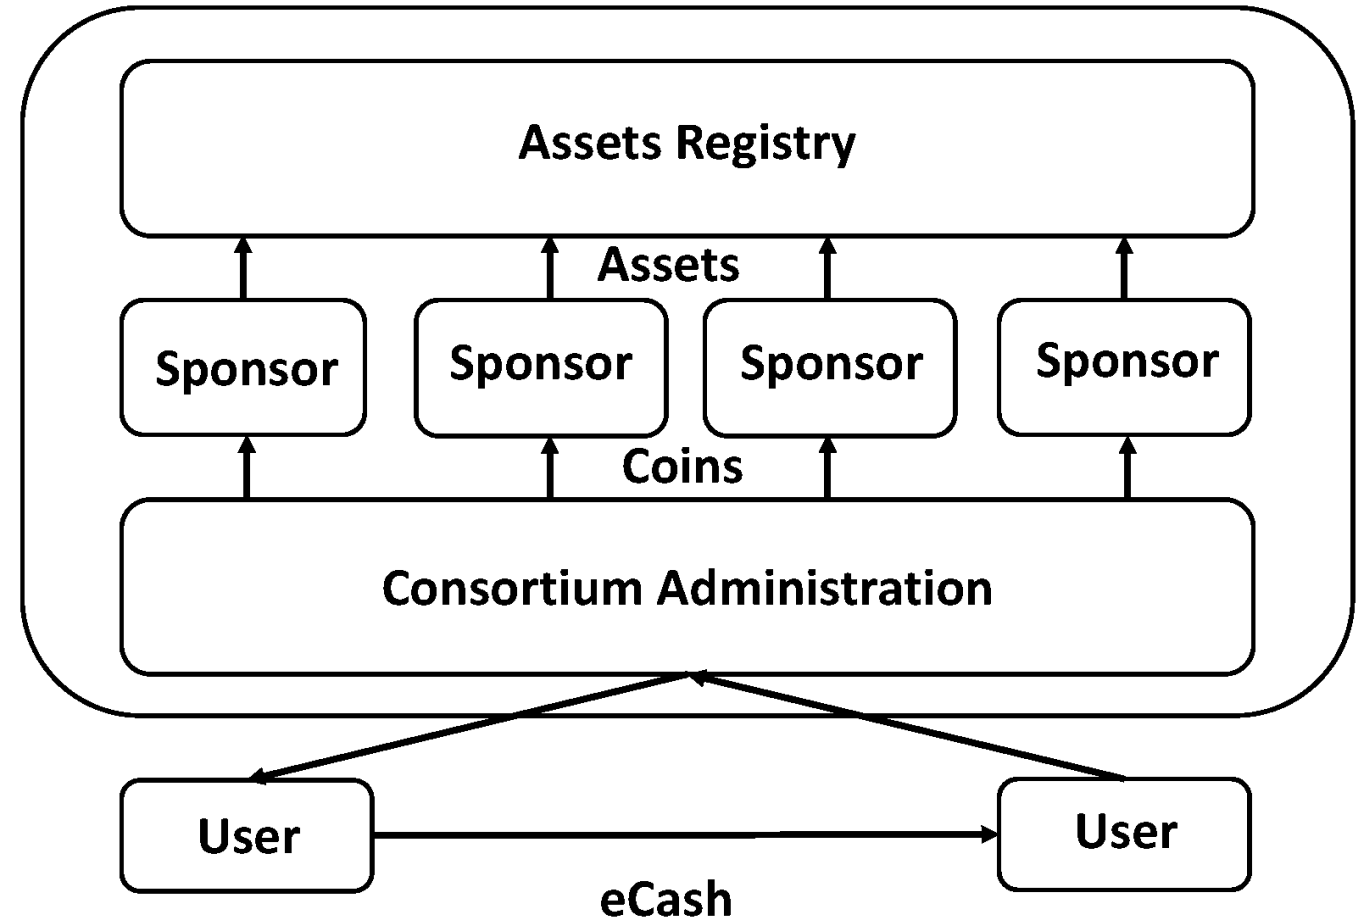 Assets Registry
Assets
Sponsor
Sponsor
Sponsor
Sponsor
Coins
Consortium Administration
User
User
eCash